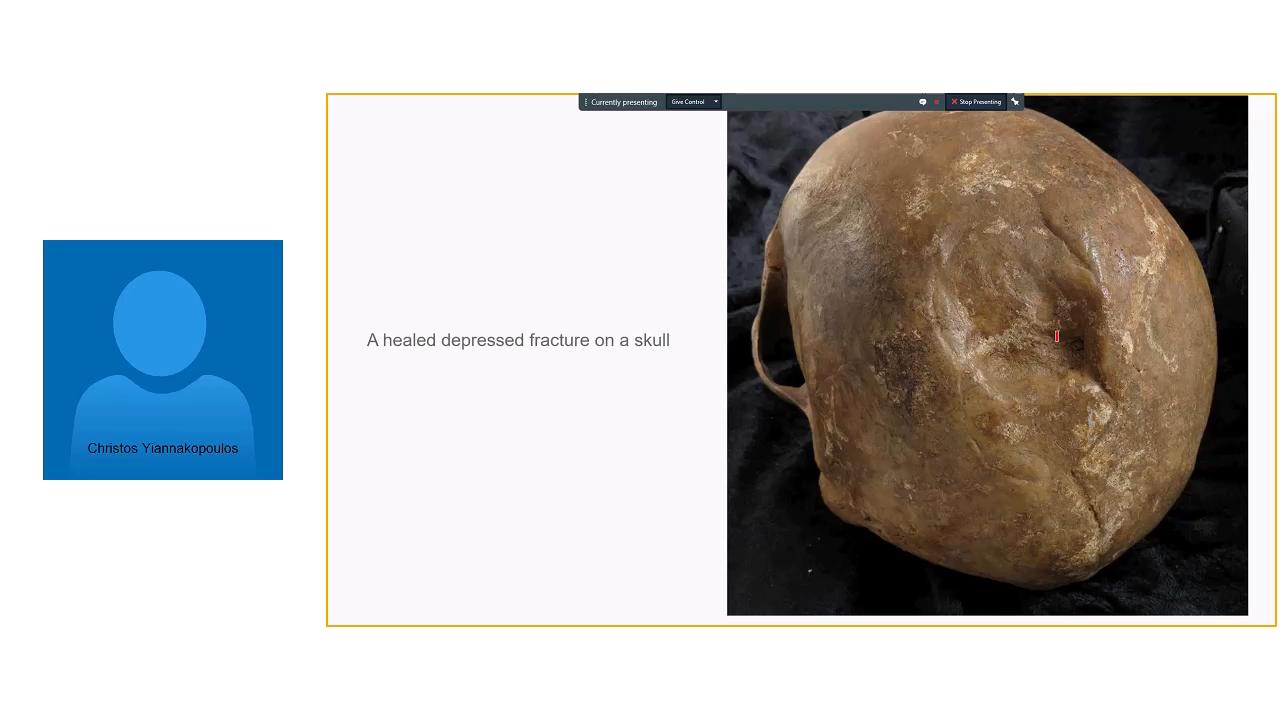 Currently presenting Give Control Stop Presenting
A healed depressed fracture on a skull
Christos Yiannakopoulos